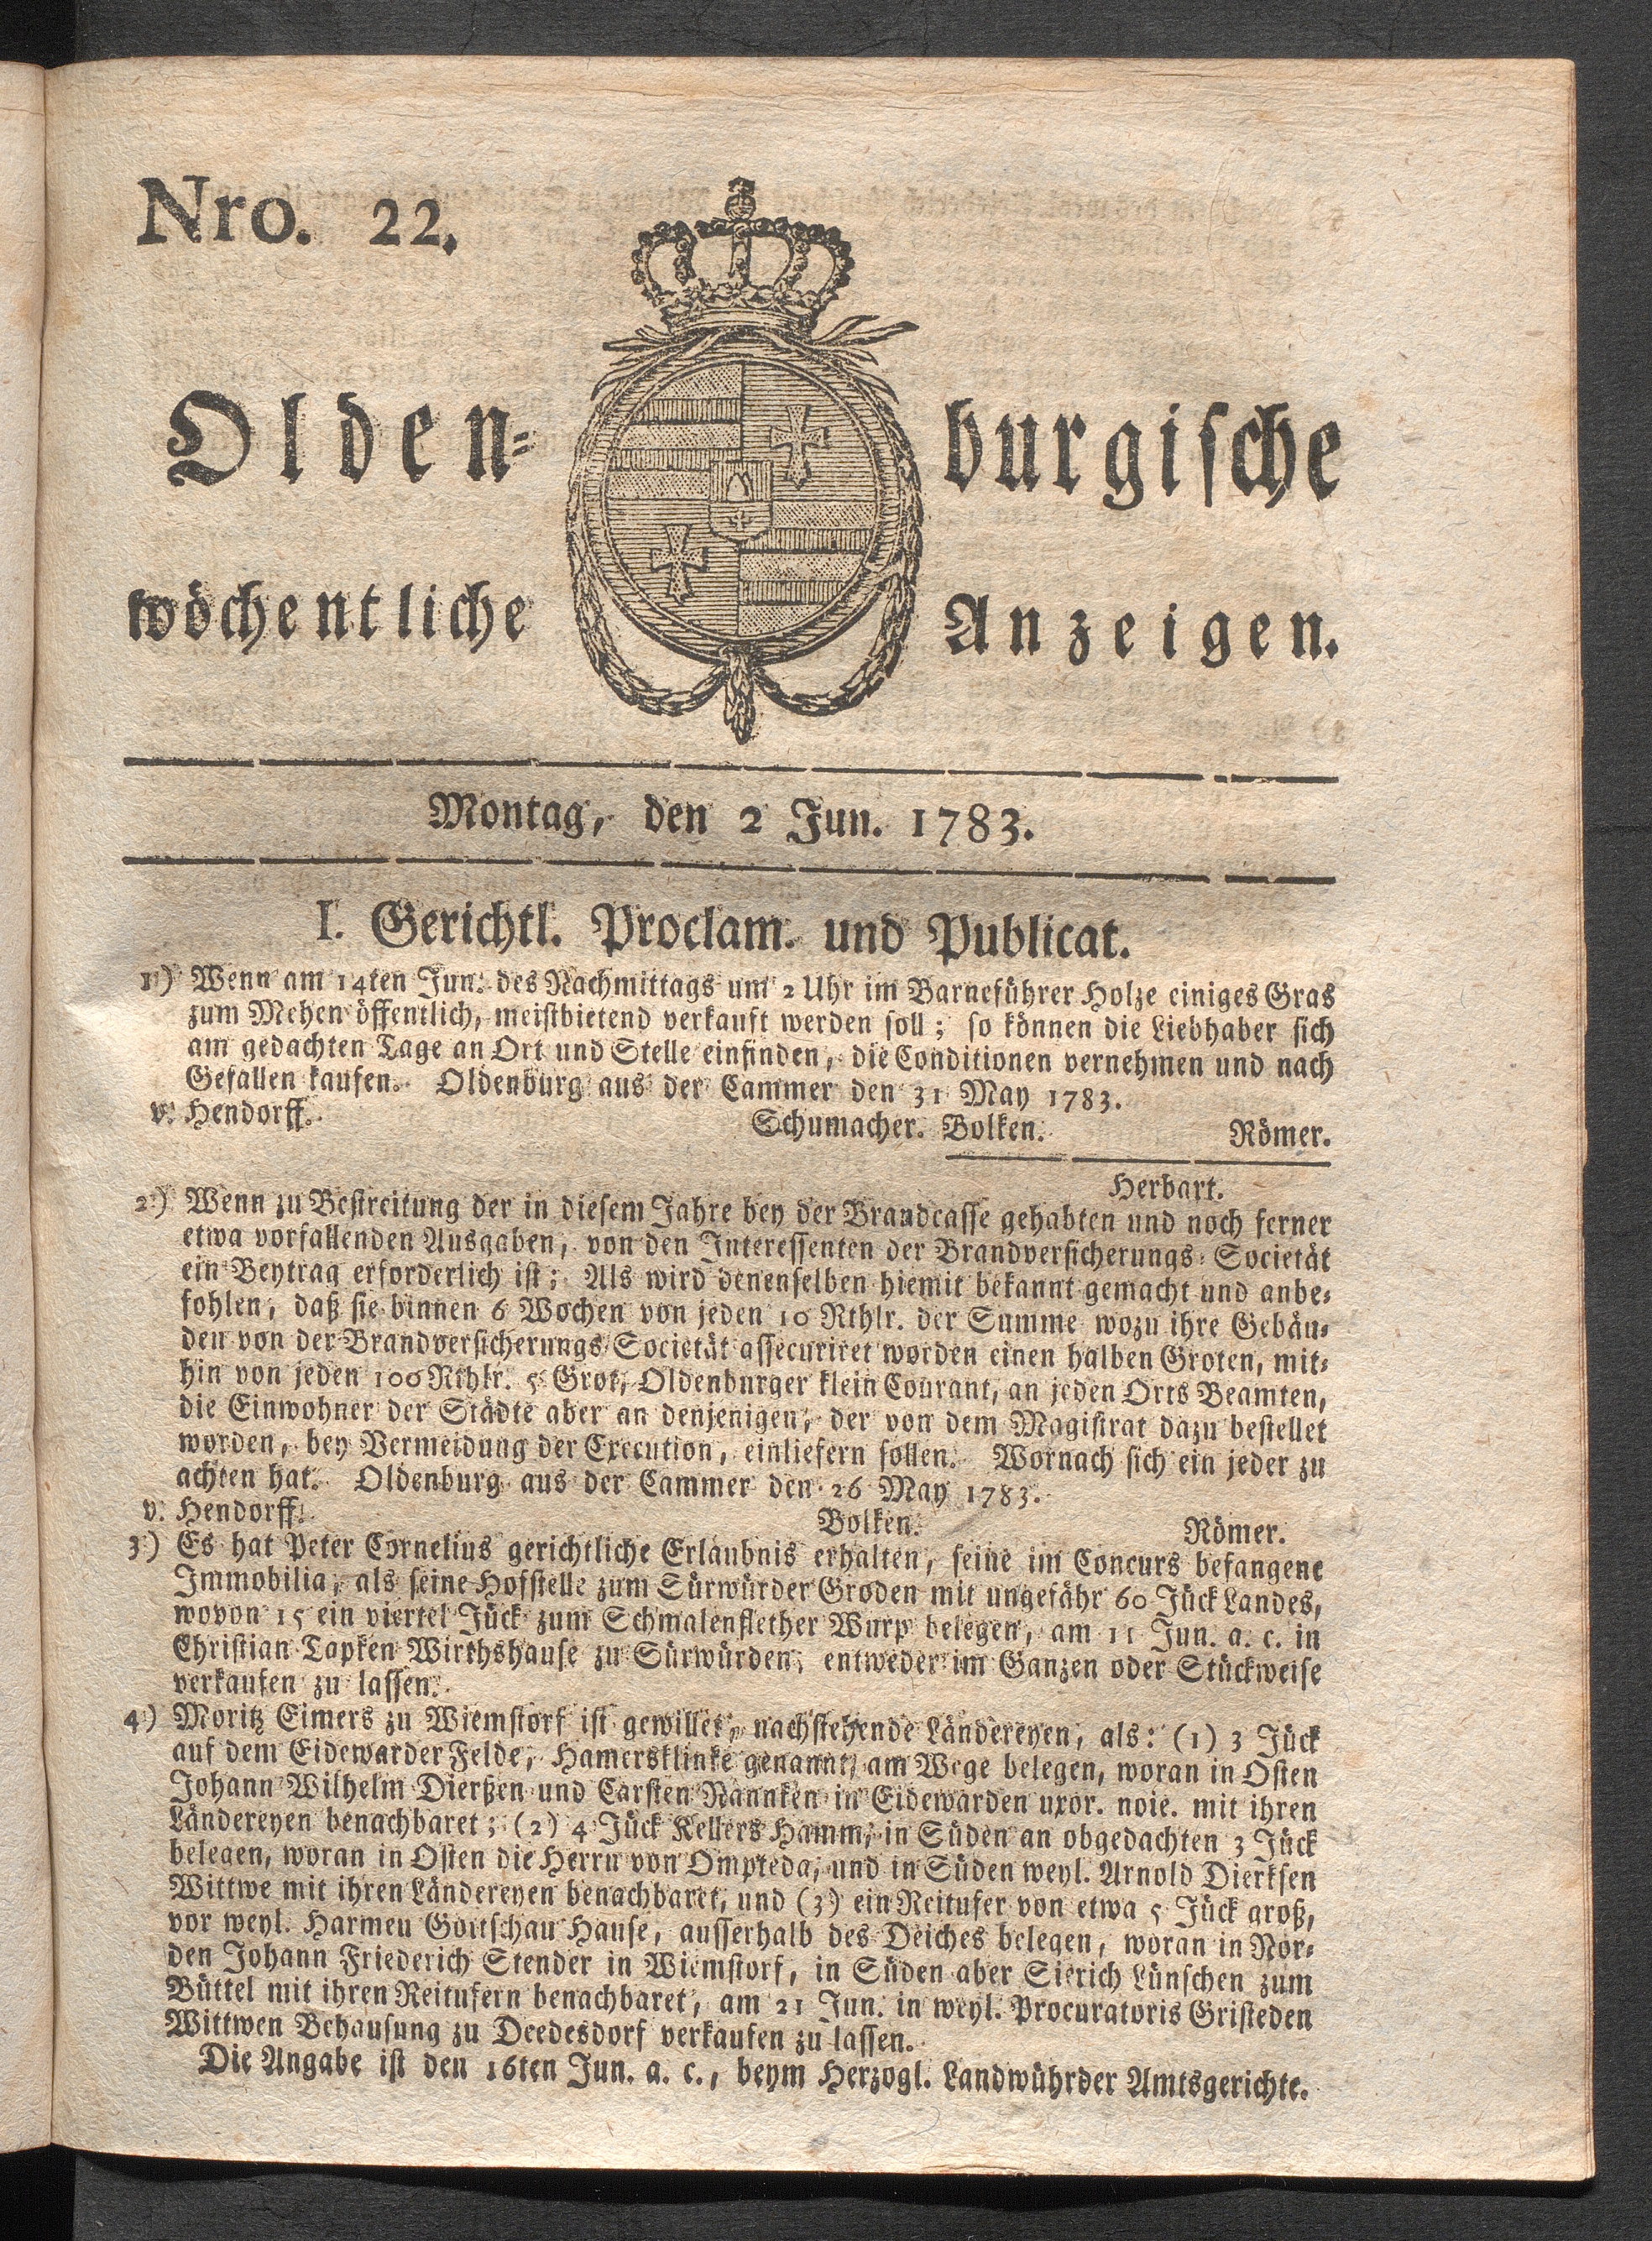 Nro. 22.
Olden⸗ burgische
wöchentliche Anzeigen.
Montag, den 2 Jun. 1783.
I. Gerichtl. Proclam. und Publicat.
1) Wenn am 14ten Jun. des Nachmittags um 2 Uhr im Barneführer Holze einiges Gras
zum Mehen öffentlich, meistbietend verkauft werden soll; so können die Liebhaber sich
am gedachten Tage an Ort und Stelle einfinden, die Conditionen vernehmen und nach
Gefallen kaufen. Oldenburg aus der Cammer den 31 May 1783.
v. Hendorff. Schumacher. Bolken. Römer.
Herbart.
2) Wenn zu Bestreitung der in diesem Jahre bey der Brandcasse gehabten und noch ferner
etwa vorfallenden Ausgaben, von den Interessenten der Brandversicherungs⸗Societät
ein Beytrag erforderlich ist; Als wird denenselben hiemit bekannt gemacht und anbe⸗
fohlen, daß sie binnen 6 Wochen von jeden 10 Rthlr. der Summe wozu ihre Gebäu⸗
den von der Brandversicherungs⸗Societät assecuriret worden einen halben Groten, mit⸗
hin von jeden 100 Rthlr. 5 Grot, Oldenburger klein Courant, an jeden Orts Beamten,
die Einwohner der Städte aber an denjenigen, der von dem Magistrat dazu bestellet
worden, bey Vermeidung der Execution, einliefern sollen. Wornach sich ein jeder zu
achten hat. Oldenburg aus der Cammer den 26 May 1783.
v. Hendorff. Bolken. Römer.
3) Es hat Peter Cornelius gerichtliche Erlaubnis erhalten, seine im Concurs befangene
Immobilia, als seine Hofstelle zum Sürwürder Groden mit ungefähr 60 Jück Landes,
wovon 15 ein viertel Jück zum Schmalenflether Wurp belegen, am 11 Jun. a. c. in
Christian Tapken Wirthshause zu Sürwürden, entweder im Ganzen oder Stückweise
verkaufen zu lassen.
4) Moritz Eimers zu Wiemstorf ist gewillet, nachstehende Ländereyen, als: (1) 3 Jück
auf dem Eidewarder Felde, Hamersklinke genannt, am Wege belegen, woran in Osten
Johann Wilhelm Dierßen und Carsten Nannken in Eidewarden uxor. noie. mit ihren
Ländereyen benachbaret; (2) 4 Jück Kellers Hamm, in Süden an obgedachten 3 Jück
belegen, woran in Osten die Herrn von Ompteda, und in Süden weyl. Arnold Dierksen
Wittwe mit ihren Ländereyen benachbaret, und (3) ein Reitufer von etwa 5 Jück groß,
vor weyl. Harmen Gottschau Hause, ausserhalb des Deiches belegen, woran in Nor⸗
den Johann Friederich Stender in Wiemstorf, in Süden aber Sierich Lünschen zum
Büttel mit ihren Reitufern benachbaret, am 21 Jun. in weyl. Procuratoris Gristeden
Wittwen Behausung zu Deedesdorf verkaufen zu lassen.
Die Angabe ist den 16ten Jun. a. c., beym Herzogl. Landwührder Amtsgerichte.